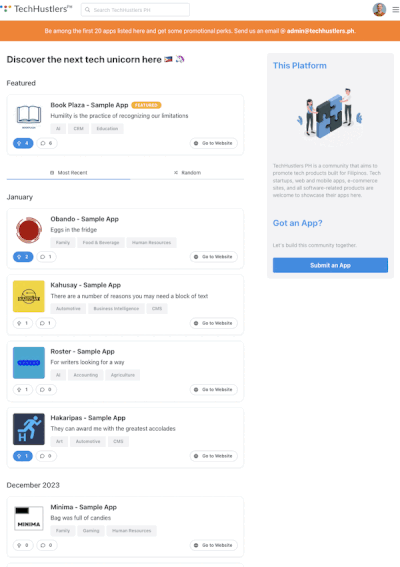 TechHustlers PH
Search TechHustlers PH
Be among the first 20 apps listed here and get some promotional perks. Send us an email @ admin@techhustlers.ph.
Discover the next tech unicorn here
Featured
Book Plaza - Sample App FEATURED
Humility is the practice of recognizing our limitations
AI CRM Education
4 0 Go to Website
Most Recent Random
January
Obando - Sample App
Eggs in the fridge
Family Food & Beverage Human Resources
2 1 Go to Website
Kahusay - Sample App
There are a number of reasons you may need a block of text
Automotive Business Intelligence CMS
1 1 Go to Website
Roster - Sample App
For writers looking for a way
AI Accounting Agriculture
1 0 Go to Website
Hakaripas - Sample App
They can award me with the greatest accolades
Art Automotive CMS
1 0 Go to Website
December 2023
MINIMA
Minima - Sample App
Bag was full of candies
Family Gaming Human Resources
0 Go to Website
This Platform
TechHustlers PH is a community that aims to
promote tech products built for Filipinos. Tech
startups, web and mobile apps, e-commerce
sites, and all software-related products are
welcome to showcase their apps here.
Got an App?
Let's build this community together.
Submit an App